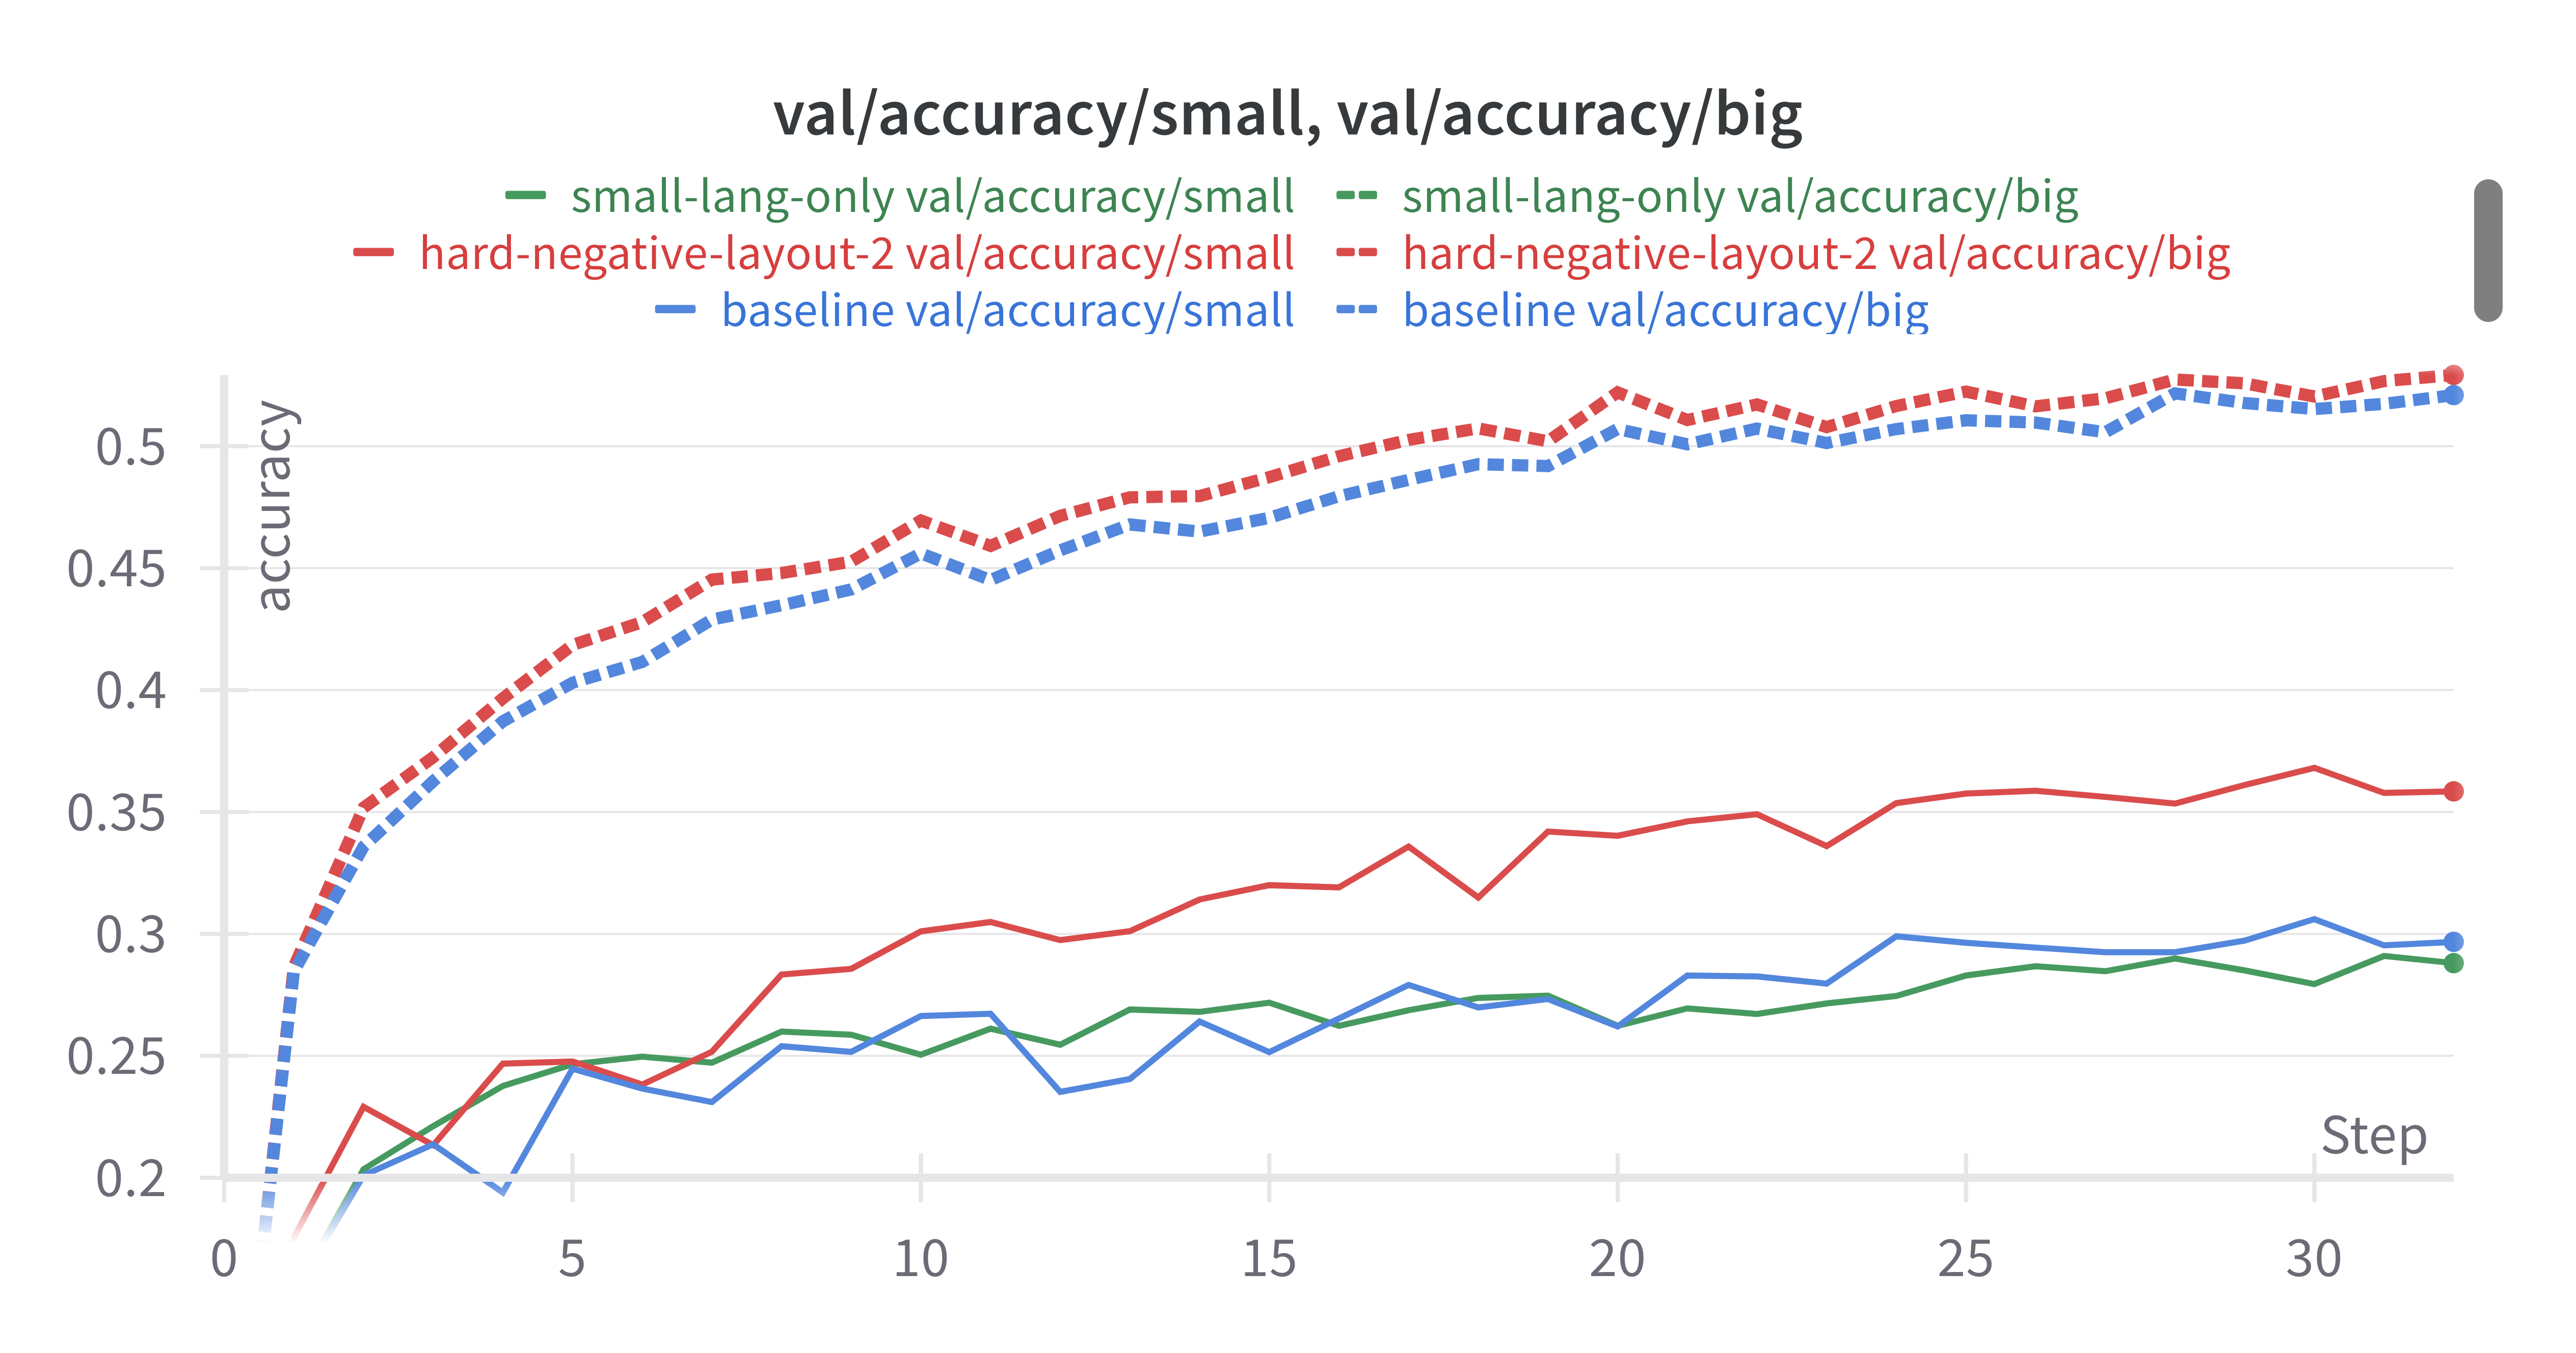 val/accuracy/small, val/accuracy/big
small-lang-only val/accuracy/small small-lang-only val/accuracy/big
hard-negative-layout-2 val/accuracy/small hard-negative-layout-2 val/accuracy/big
baseline val/accuracy/small baseline val/accuracy/big
accuracy
0.5
0.45
0.4
0.35
0.3
0.25
0.2
Step
0 5 10 15 20 25 30